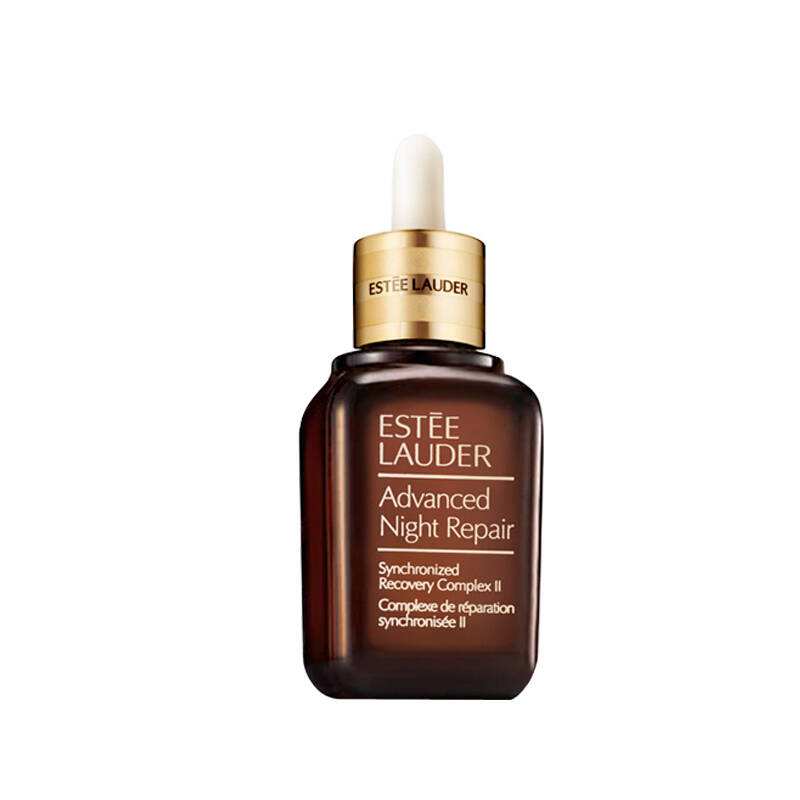 ESTĒE LAUDER
ESTĒE
LAUDER
Advanced
Night Repair
Synchronized
Recovery Complex II
Complexe de réparation
synchronisée II